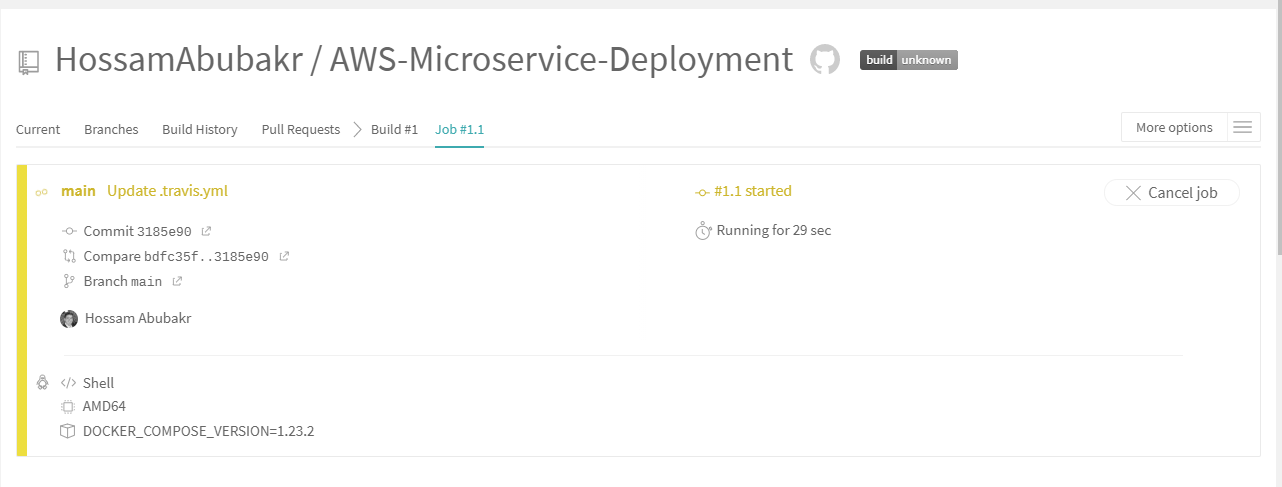 HossamAbubakr / AWS-Microservice-Deployment build unknown
Current Branches Build History Pull Requests Build #1 Job #1.1 More options
main Update .travis.yml #1.1 started Cancel job
Commit 3185e90 Running for 29 sec
Compare bdfc35f..3185e90
Branch main
Hossam Abubakr
Shell
AMD64
DOCKER_COMPOSE_VERSION=1.23.2